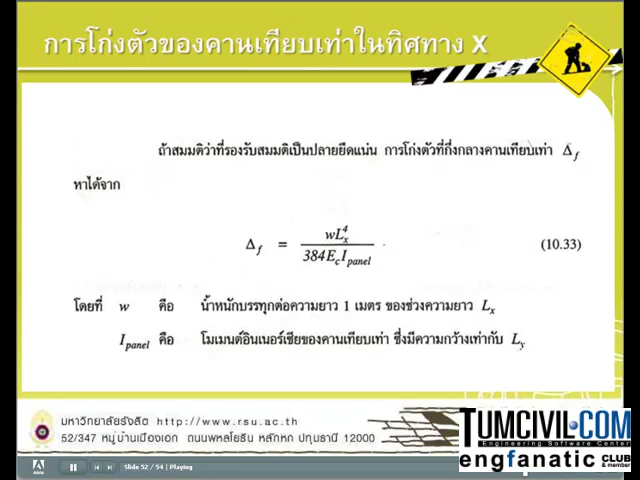 การโก่งตัวของคานเทียบเท่าในทิศทาง X
ถ้าสมมติว่าที่รองรับสมมติเป็นปลายยึดแน่น การโก่งตัวที่กึ่งกลางคานเทียบเท่า Δf
หาได้จาก
Δf = wLx^4 / 384EcIpanel (10.33)
โดยที่ w คือ น้ำหนักบรรทุกต่อความยาว 1 เมตร ของช่วงความยาว Lx
Ipanel คือ โมเมนต์อินเนอร์เชียของคานเทียบเท่า ซึ่งมีความกว้างเท่ากับ Ly
มหาวิทยาลัยรังสิต http://www.rsu.ac.th
52/347 หมู่บ้านเมืองเอก ถนนพหลโยธิน หลักหก ปทุมธานี 12000
TUMCIVIL.COM
Engineering Software Center
engfanatic CLUB & member
Adobe
Slide 52 / 54 | Playing